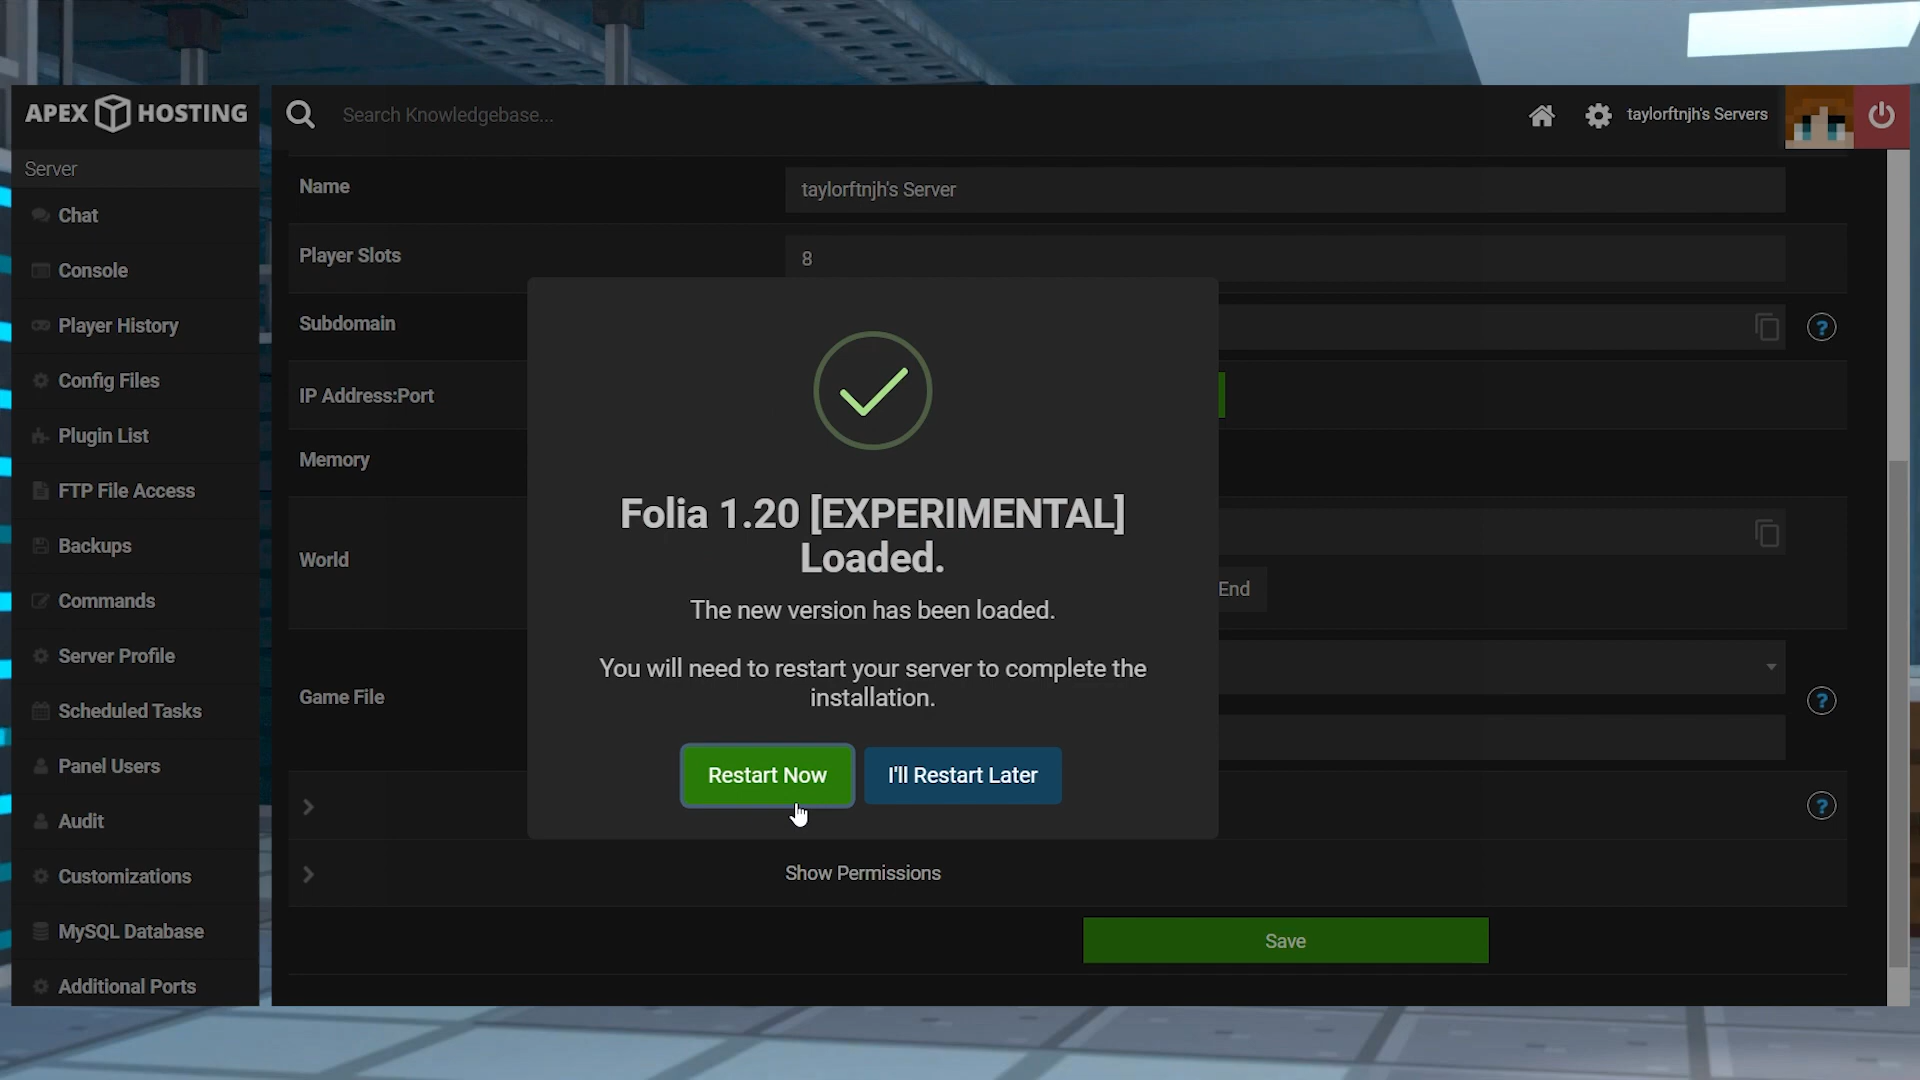 APEX HOSTING
Search Knowledgebase...
taylorftnjh's Servers
Server
Chat
Console
Player History
Config Files
Plugin List
FTP File Access
Backups
Commands
Server Profile
Scheduled Tasks
Panel Users
Audit
Customizations
MySQL Database
Additional Ports
Name
taylorftnjh's Server
Player Slots
8
Subdomain
?
IP Address:Port
Memory
World
End
Game File
?
?
Folia 1.20 [EXPERIMENTAL]
Loaded.
The new version has been loaded.
You will need to restart your server to complete the
installation.
Restart Now
I'll Restart Later
Show Permissions
Save